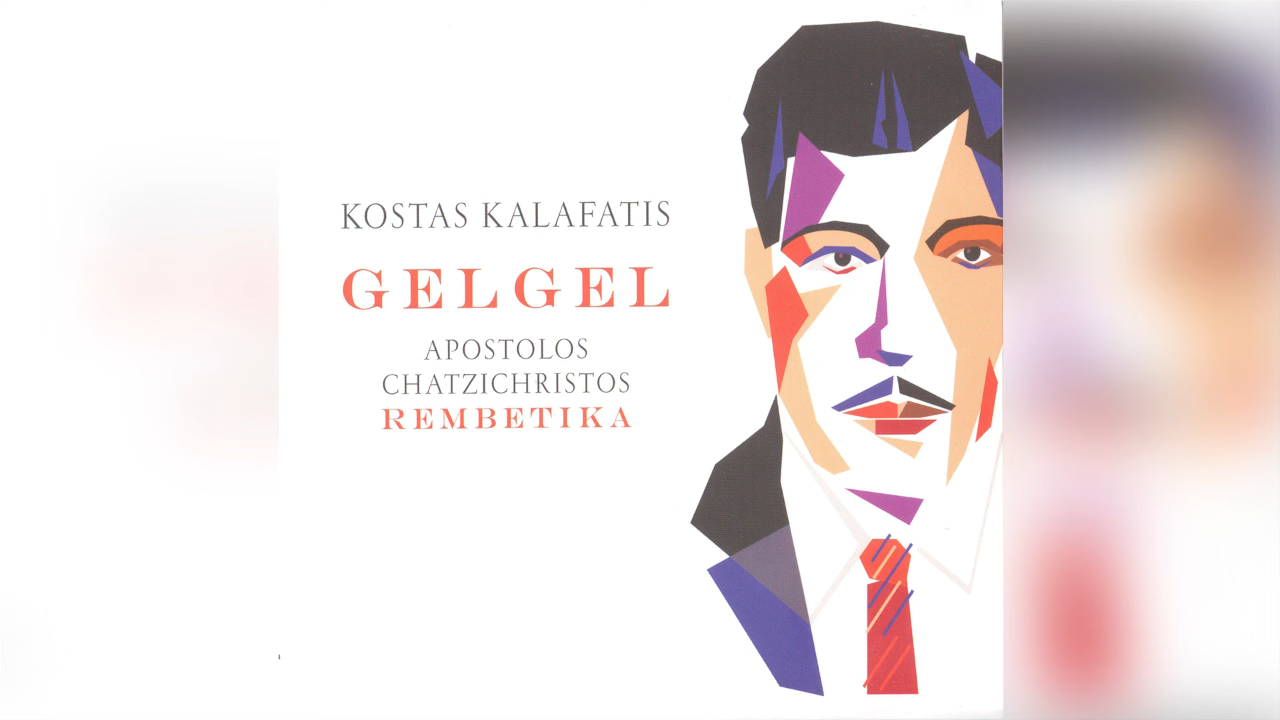 KOSTAS KALAFATIS
GELGEL
APOSTOLOS
CHATZICHRISTOS
REMBETIKA